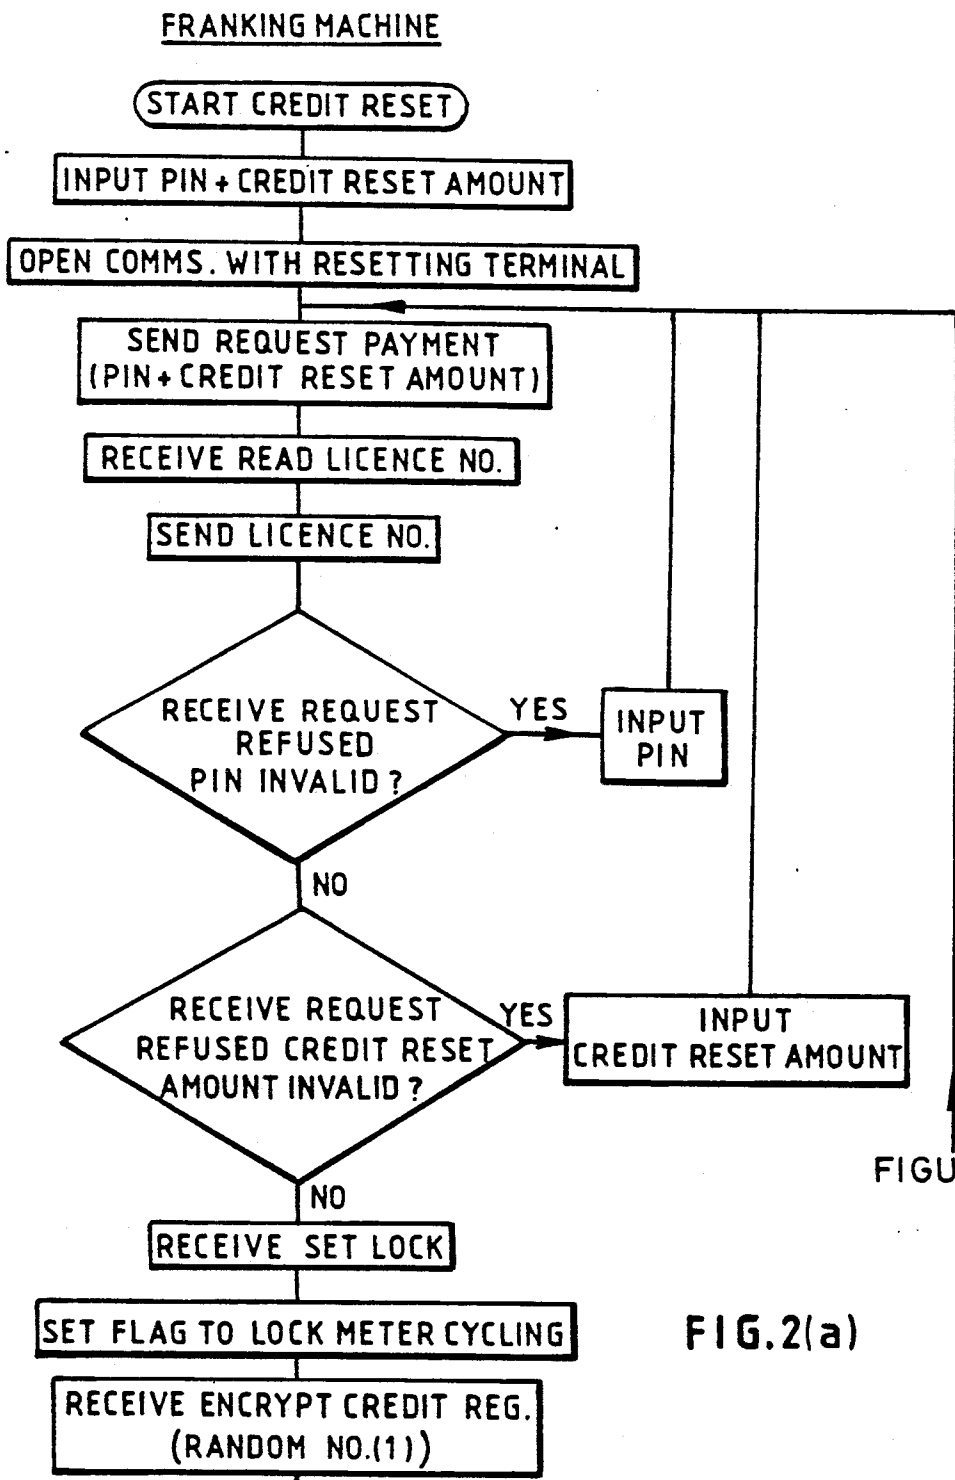 FRANKING MACHINE
START CREDIT RESET
INPUT PIN + CREDIT RESET AMOUNT
OPEN COMMS. WITH RESETTING TERMINAL
SEND REQUEST PAYMENT
(PIN + CREDIT RESET AMOUNT)
RECEIVE READ LICENCE NO.
SEND LICENCE NO.
RECEIVE REQUEST
REFUSED
PIN INVALID ?
YES
INPUT
PIN
NO
RECEIVE REQUEST
REFUSED CREDIT RESET
AMOUNT INVALID ?
YES
INPUT
CREDIT RESET AMOUNT
FIGU
NO
RECEIVE SET LOCK
SET FLAG TO LOCK METER CYCLING
FIG.2(a)
RECEIVE ENCRYPT CREDIT REG.
(RANDOM NO.(1))